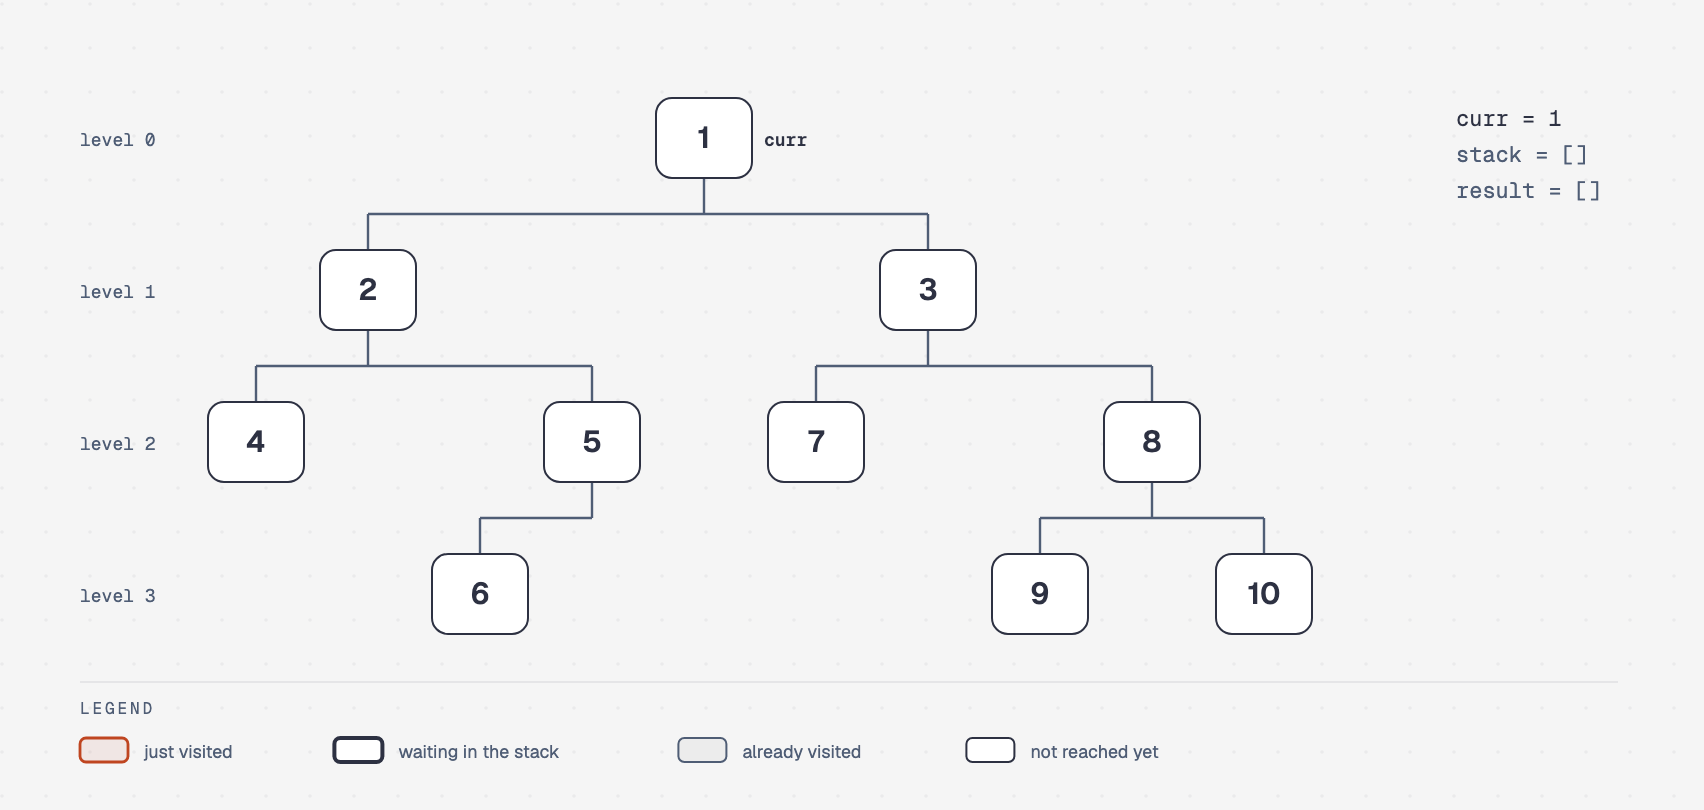 level 0
1
curr
curr = 1
stack = []
result = []
level 1
2
3
level 2
4
5
7
8
level 3
6
9
10
LEGEND
just visited
waiting in the stack
already visited
not reached yet